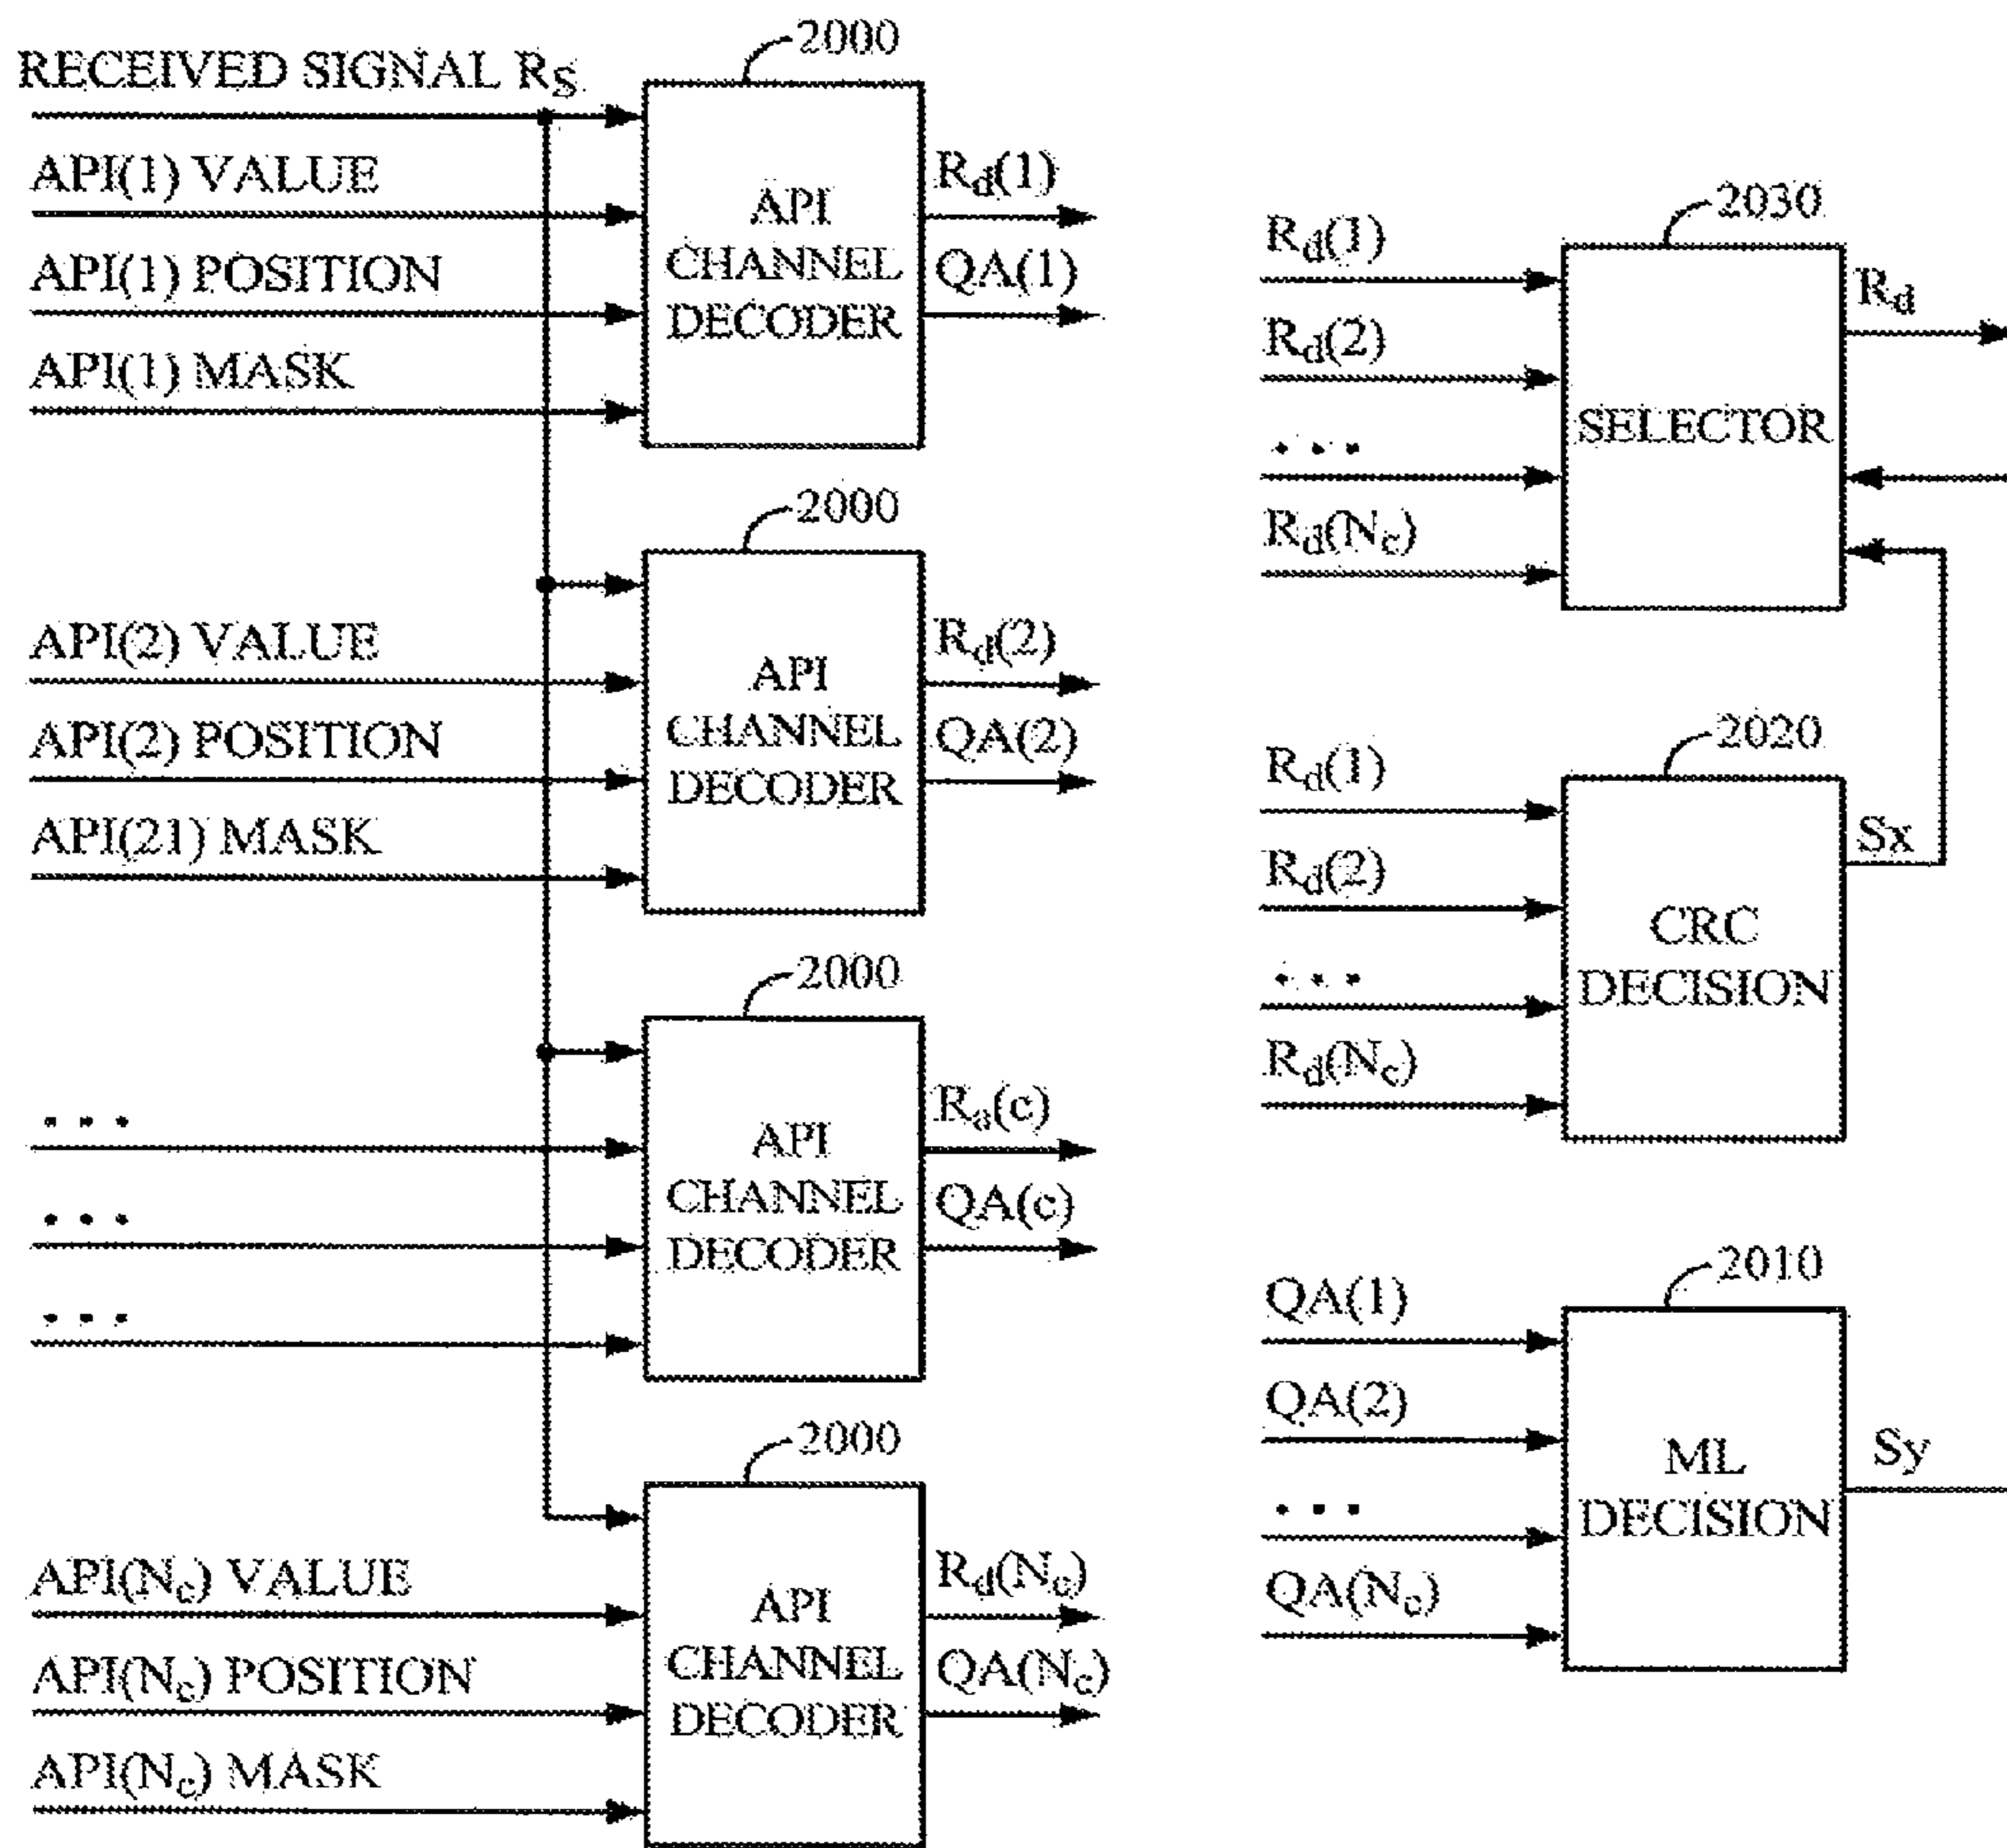 RECEIVED SIGNAL RS
API(1) VALUE
API(1) POSITION
API(1) MASK
2000
API
CHANNEL
DECODER
Rd(1)
QA(1)
API(2) VALUE
API(2) POSITION
API(21) MASK
2000
API
CHANNEL
DECODER
Rd(2)
QA(2)
. . .
. . .
. . .
2000
API
CHANNEL
DECODER
Ra(c)
QA(c)
API(Nc) VALUE
API(Nc) POSITION
API(Nc) MASK
2000
API
CHANNEL
DECODER
Rd(Nc)
QA(Nc)
Rd(1)
Rd(2)
. . .
Rd(Nc)
2030
SELECTOR
Rd
Rd(1)
Rd(2)
. . .
Rd(Nc)
2020
CRC
DECISION
Sx
QA(1)
QA(2)
. . .
QA(Nc)
2010
ML
DECISION
Sy